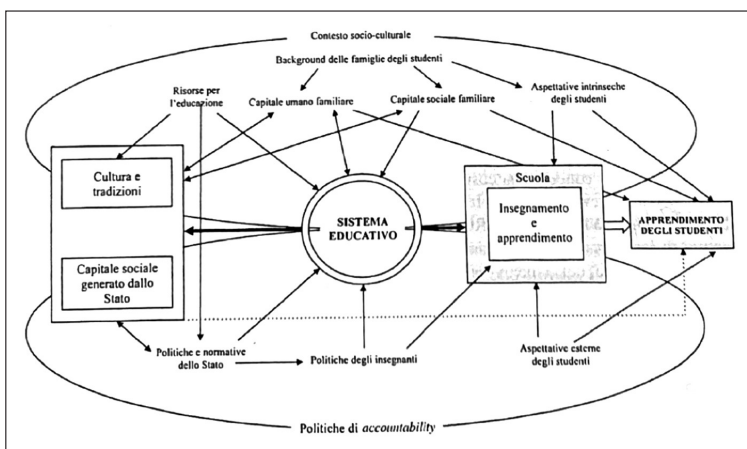 Contesto socio-culturale
Background delle famiglie degli studenti
Risorse per
l'educazione
Capitale umano familiare
Capitale sociale familiare
Aspettative intrinseche
degli studenti
Cultura e
tradizioni
Scuola
SISTEMA
EDUCATIVO
Insegnamento
e
apprendimento
APPRENDIMENTO
DEGLI STUDENTI
Capitale sociale
generato dallo
Stato
Politiche e normative
dello Stato
Politiche degli insegnanti
Aspettative esterne
degli studenti
Politiche di accountability